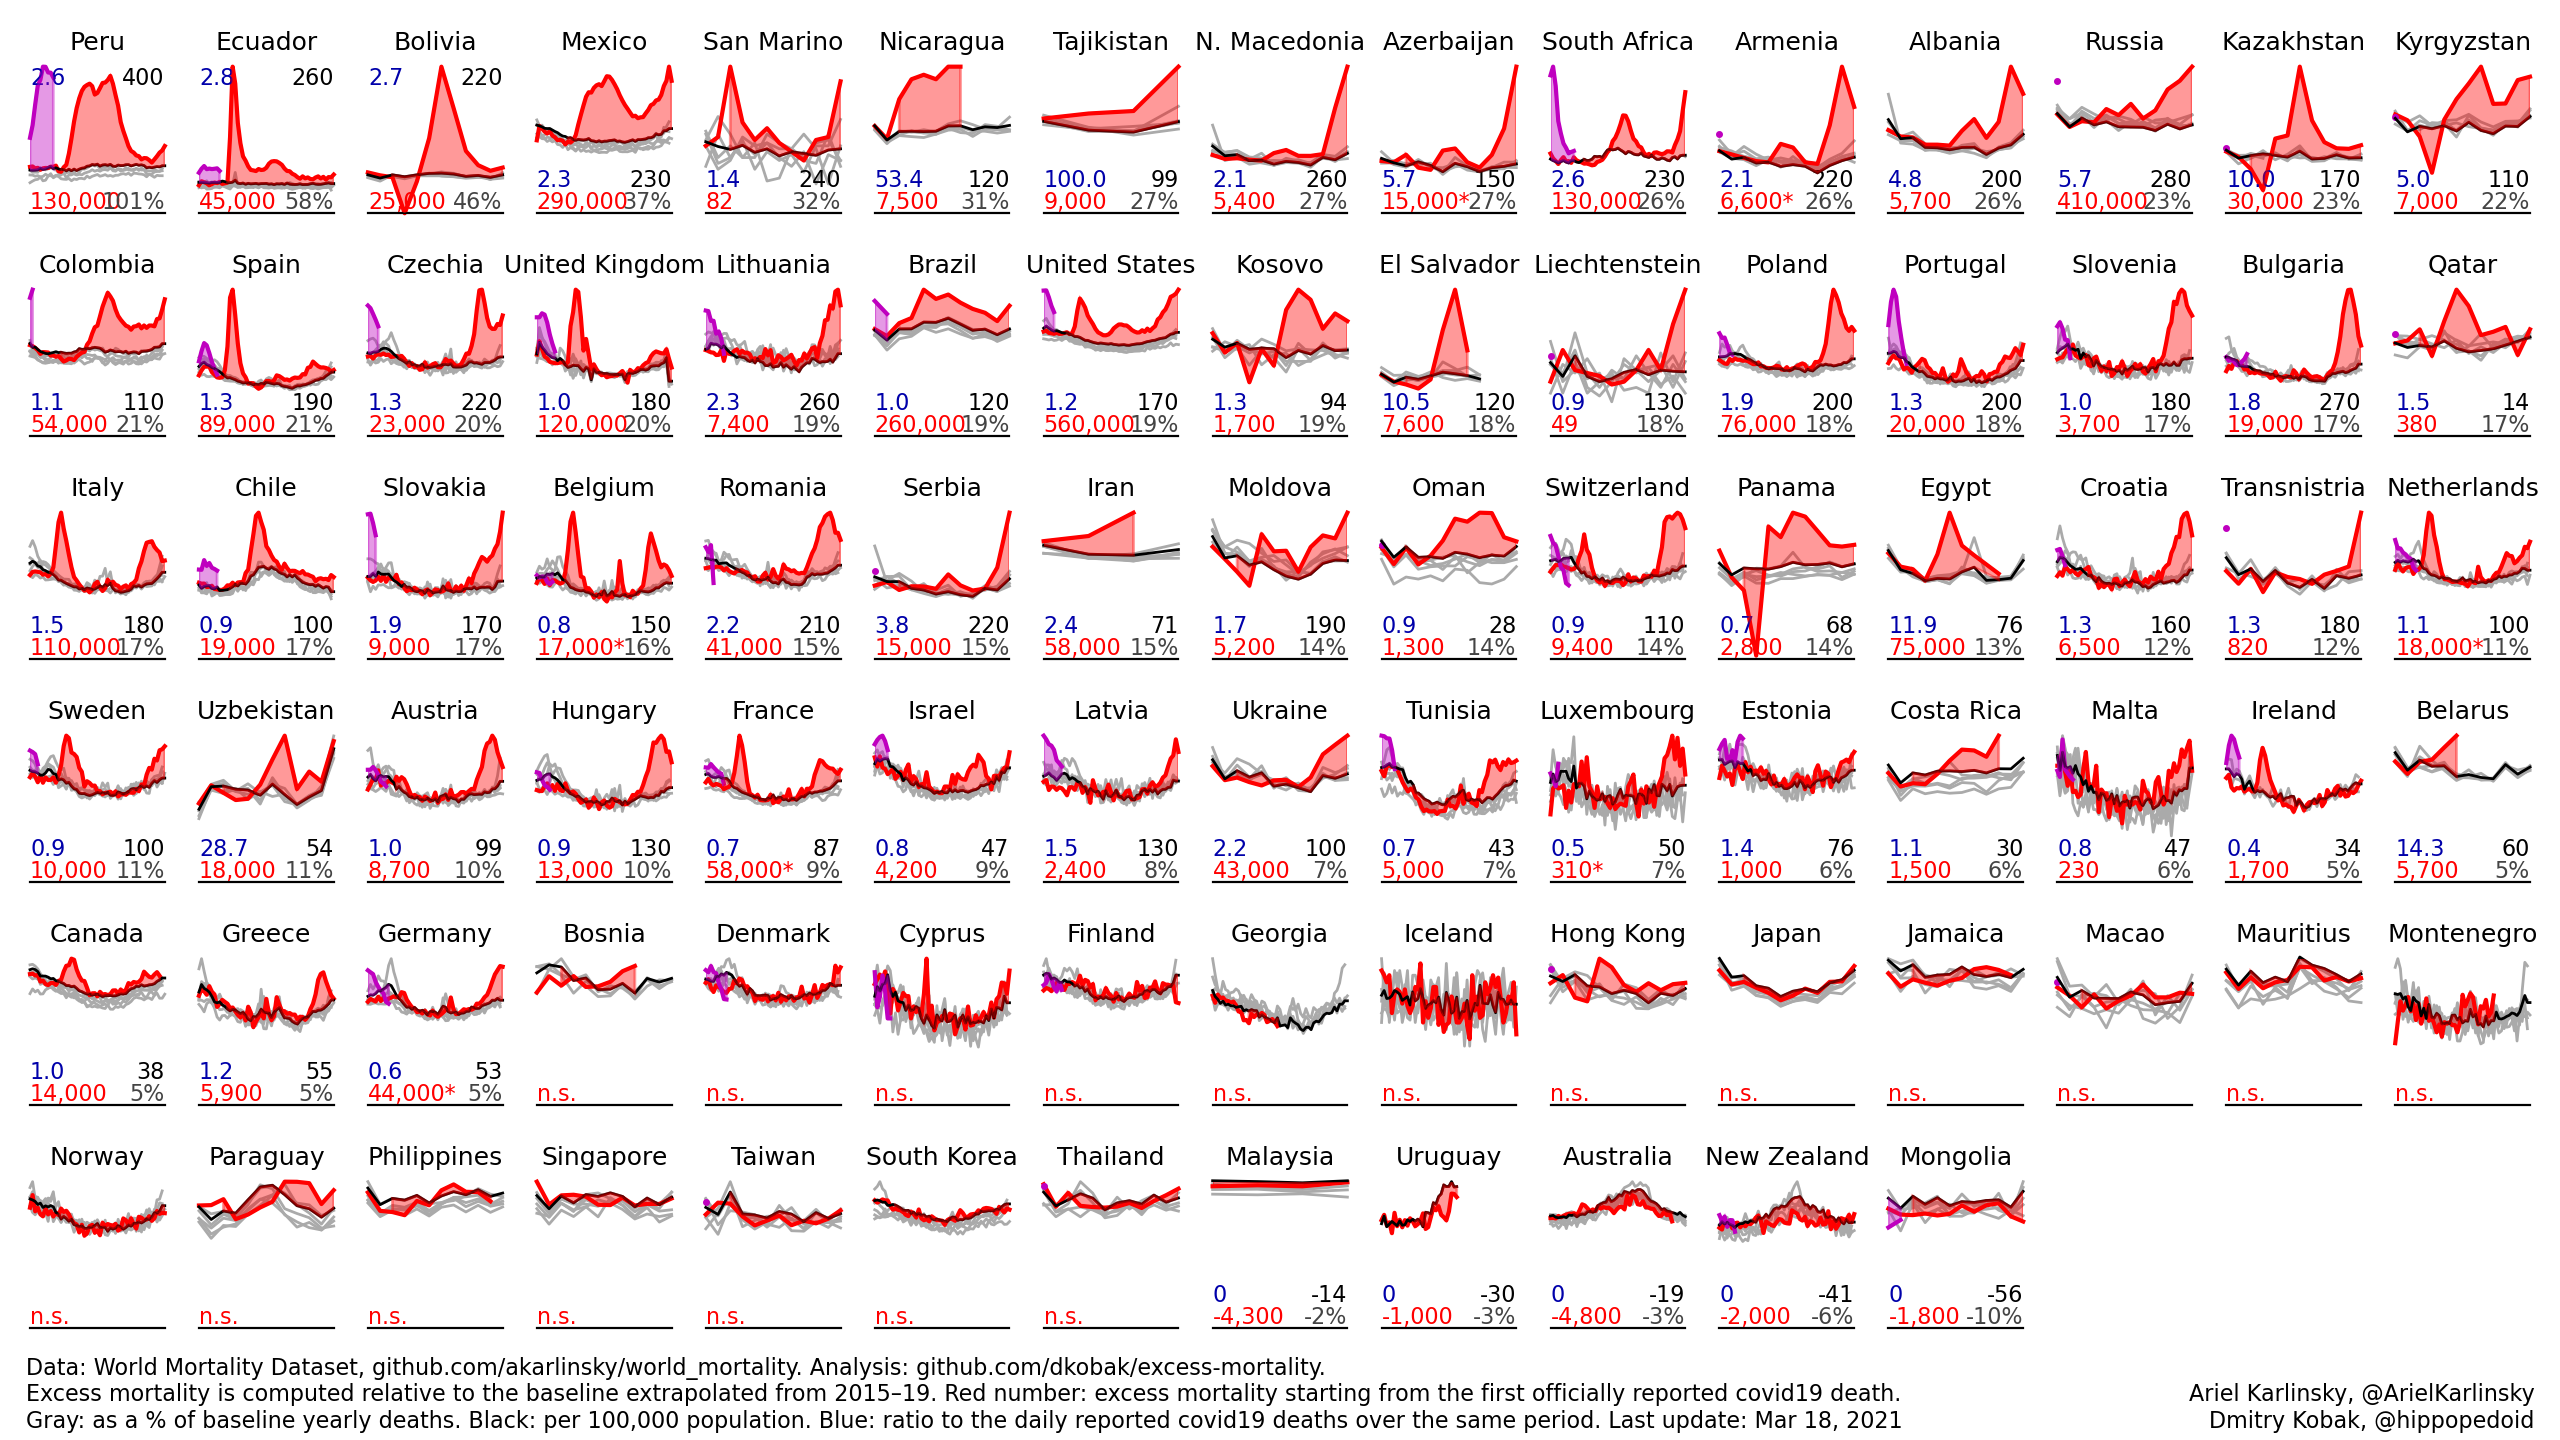 Peru Ecuador Bolivia Mexico San Marino Nicaragua Tajikistan N. Macedonia Azerbaijan South Africa Armenia Albania Russia Kazakhstan Kyrgyzstan
2.6 400 2.8 260 2.7 220
2.3 230 1.4 240 53.4 120 100.0 99 2.1 260 5.7 150 2.6 230 2.1 220 4.8 200 5.7 280 10.0 170 5.0 110
130,000 101% 45,000 58% 25,000 46% 290,000 37% 82 32% 7,500 31% 9,000 27% 5,400 27% 15,000* 27% 130,000 26% 6,600* 26% 5,700 26% 410,000 23% 30,000 23% 7,000 22%
Colombia Spain Czechia United Kingdom Lithuania Brazil United States Kosovo El Salvador Liechtenstein Poland Portugal Slovenia Bulgaria Qatar
1.1 110 1.3 190 1.3 220 1.0 180 2.3 260 1.0 120 1.2 170 1.3 94 10.5 120 0.9 130 1.9 200 1.3 200 1.0 180 1.8 270 1.5 14
54,000 21% 89,000 21% 23,000 20% 120,000 20% 7,400 19% 260,000 19% 560,000 19% 1,700 19% 7,600 18% 49 18% 76,000 18% 20,000 18% 3,700 17% 19,000 17% 380 17%
Italy Chile Slovakia Belgium Romania Serbia Iran Moldova Oman Switzerland Panama Egypt Croatia Transnistria Netherlands
1.5 180 0.9 100 1.9 170 0.8 150 2.2 210 3.8 220 2.4 71 1.7 190 0.9 28 0.9 110 0.7 68 11.9 76 1.3 160 1.3 180 1.1 100
110,000 17% 19,000 17% 9,000 17% 17,000* 16% 41,000 15% 15,000 15% 58,000 15% 5,200 14% 1,300 14% 9,400 14% 2,800 14% 75,000 13% 6,500 12% 820 12% 18,000* 11%
Sweden Uzbekistan Austria Hungary France Israel Latvia Ukraine Tunisia Luxembourg Estonia Costa Rica Malta Ireland Belarus
0.9 100 28.7 54 1.0 99 0.9 130 0.7 87 0.8 47 1.5 130 2.2 100 0.7 43 0.5 50 1.4 76 1.1 30 0.8 47 0.4 34 14.3 60
10,000 11% 18,000 11% 8,700 10% 13,000 10% 58,000* 9% 4,200 9% 2,400 8% 43,000 7% 5,000 7% 310* 7% 1,000 6% 1,500 6% 230 6% 1,700 5% 5,700 5%
Canada Greece Germany Bosnia Denmark Cyprus Finland Georgia Iceland Hong Kong Japan Jamaica Macao Mauritius Montenegro
1.0 38 1.2 55 0.6 53
14,000 5% 5,900 5% 44,000* 5% n.s. n.s. n.s. n.s. n.s. n.s. n.s. n.s. n.s. n.s. n.s. n.s.
Norway Paraguay Philippines Singapore Taiwan South Korea Thailand Malaysia Uruguay Australia New Zealand Mongolia
0 -14 0 -30 0 -19 0 -41 0 -56
n.s. n.s. n.s. n.s. n.s. n.s. n.s. -4,300 -2% -1,000 -3% -4,800 -3% -2,000 -6% -1,800 -10%
Data: World Mortality Dataset, github.com/akarlinsky/world_mortality. Analysis: github.com/dkobak/excess-mortality.
Excess mortality is computed relative to the baseline extrapolated from 2015–19. Red number: excess mortality starting from the first officially reported covid19 death.
Gray: as a % of baseline yearly deaths. Black: per 100,000 population. Blue: ratio to the daily reported covid19 deaths over the same period. Last update: Mar 18, 2021
Ariel Karlinsky, @ArielKarlinsky
Dmitry Kobak, @hippopedoid